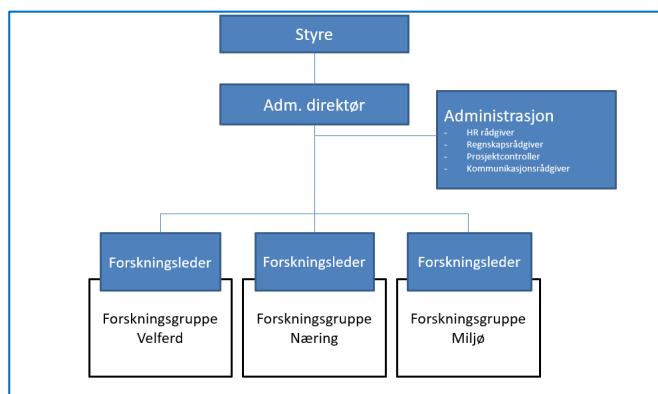 Styre
Adm. direktør
Administrasjon
- HR rådgiver
- Regnskapsrådgiver
- Prosjektcontroller
- Kommunikasjonsrådgiver
Forskningsleder
Forskningsgruppe
Velferd
Forskningsleder
Forskningsgruppe
Næring
Forskningsleder
Forskningsgruppe
Miljø